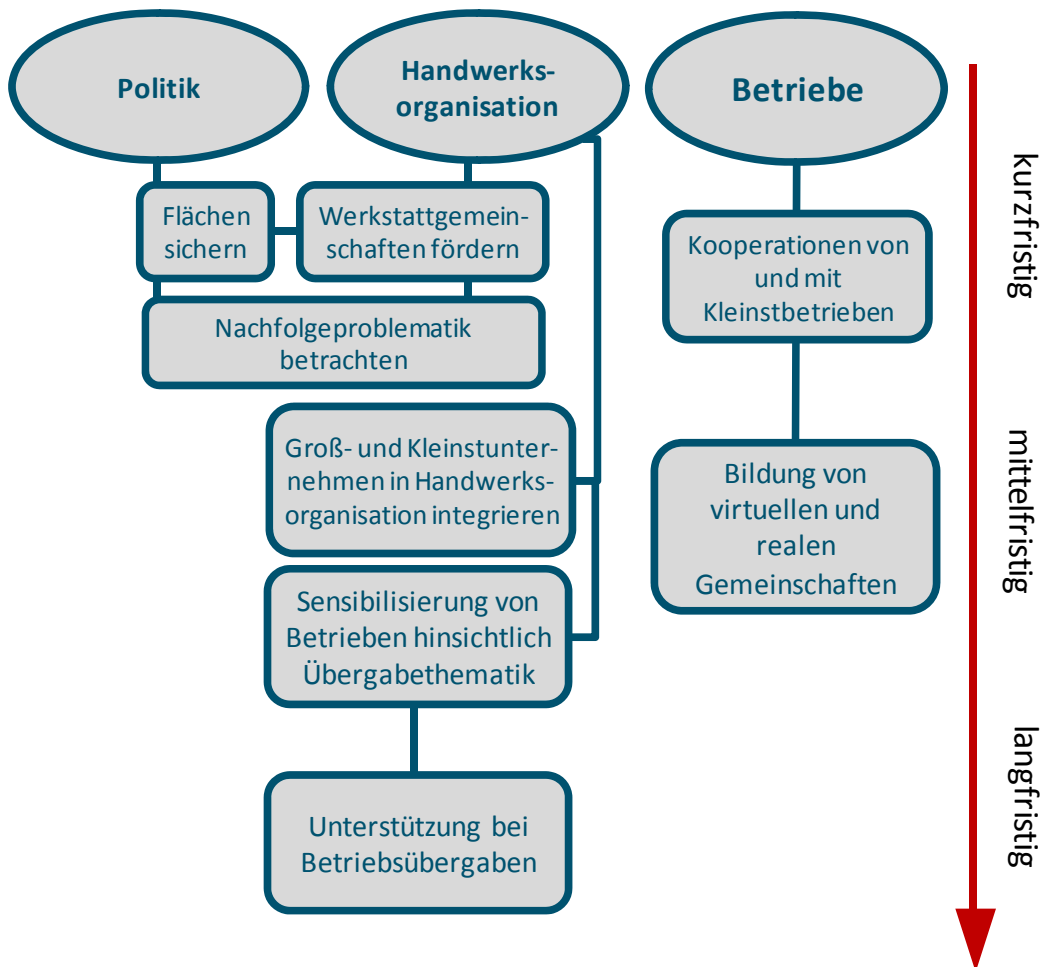 Politik
Handwerks-
organisation
Betriebe
Flächen
sichern
Werkstattgemein-
schaften fördern
Nachfolgeproblematik
betrachten
Kooperationen von
und mit
Kleinstbetrieben
kurzfristig
Groß- und Kleinstunter-
nehmen in Handwerks-
organisation integrieren
Bildung von
virtuellen und
realen
Gemeinschaften
mittelfristig
Sensibilisierung von
Betrieben hinsichtlich
Übergabethematik
Unterstützung bei
Betriebsübergaben
langfristig